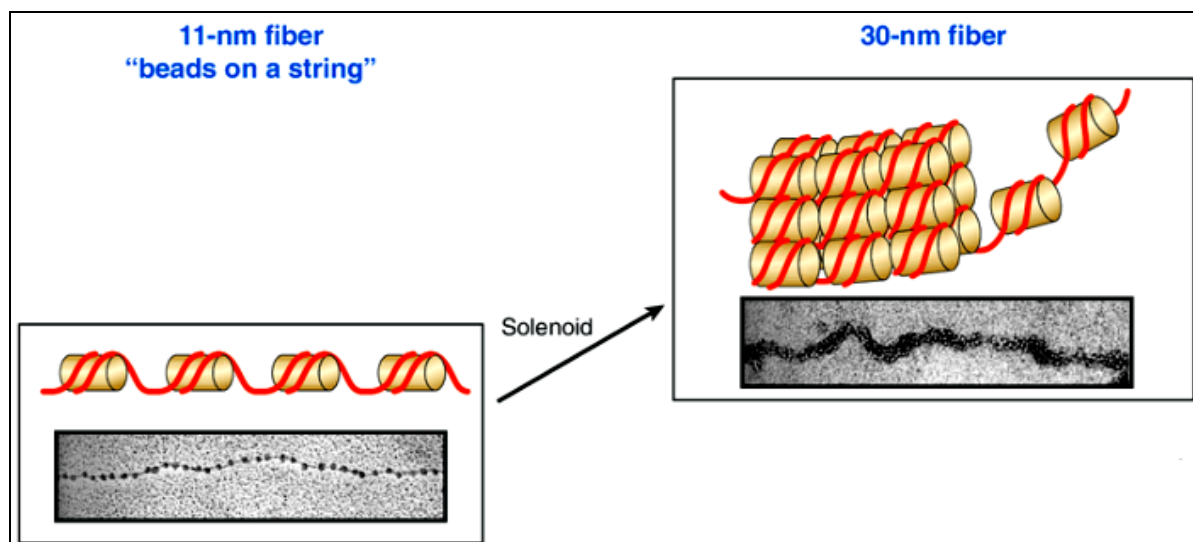 11-nm fiber
“beads on a string”
30-nm fiber
Solenoid